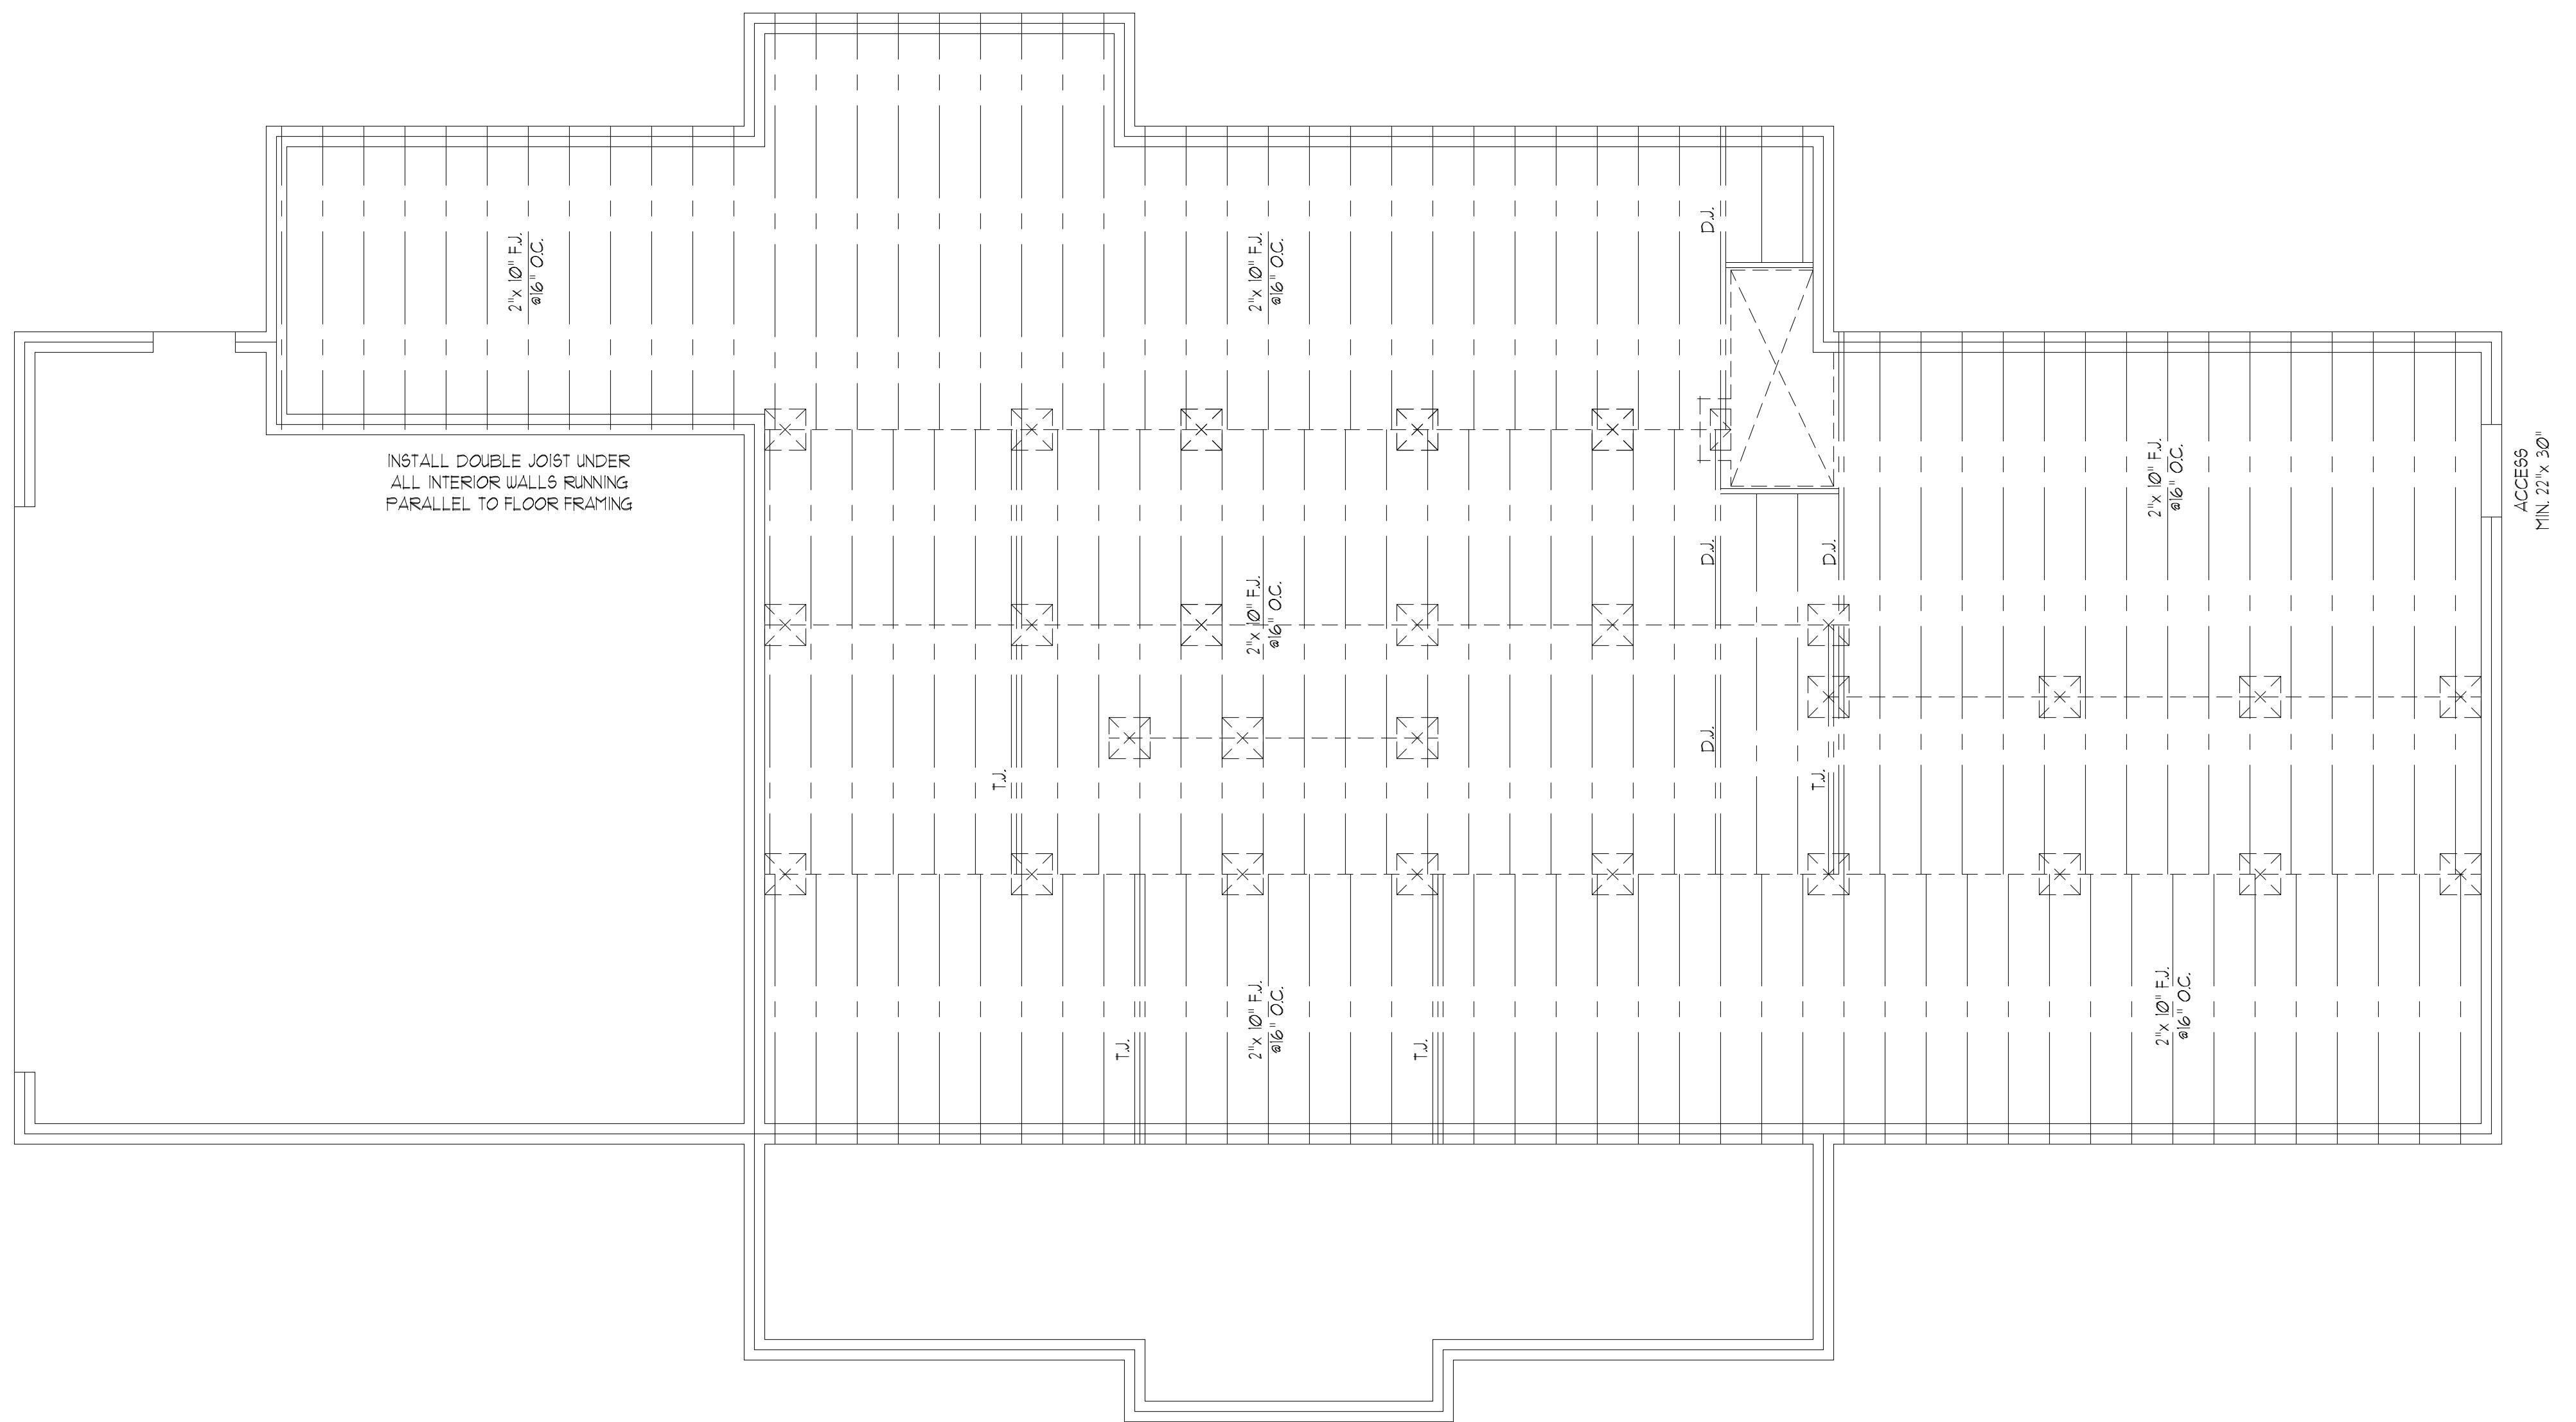 2"x 10" F.J.
@16" O.C.
2"x 10" F.J.
@16" O.C.
D.J.
INSTALL DOUBLE JOIST UNDER
ALL INTERIOR WALLS RUNNING
PARALLEL TO FLOOR FRAMING
2"x 10" F.J.
@16" O.C.
ACCESS
MIN. 22"x 30"
D.J.
D.J.
2"x 10" F.J.
@16" O.C.
D.J.
T.J.
T.J.
2"x 10" F.J.
@16" O.C.
2"x 10" F.J.
@16" O.C.
T.J.
T.J.